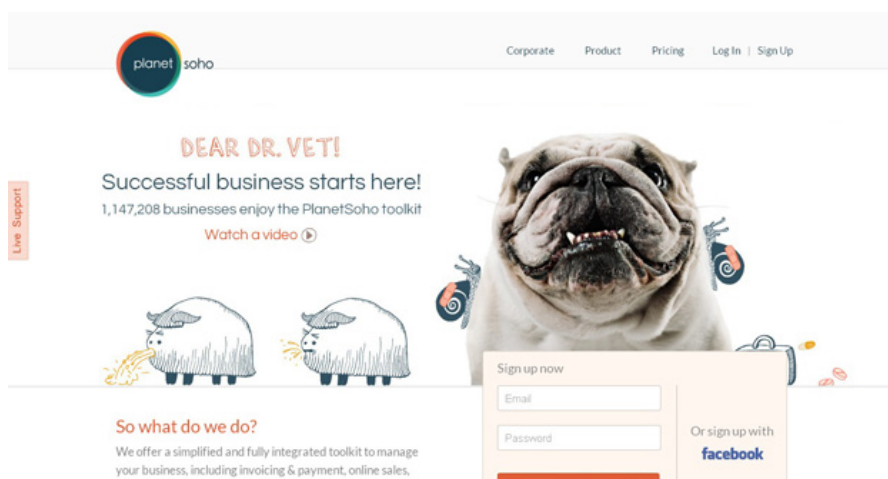 planet soho
Corporate
Product
Pricing
Log In | Sign Up
DEAR DR. VET!
Successful business starts here!
1,147,208 businesses enjoy the PlanetSoho toolkit
Watch a video
Live Support
Sign up now
Email
Password
Or sign up with
facebook
So what do we do?
We offer a simplified and fully integrated toolkit to manage
your business, including invoicing & payment, online sales,